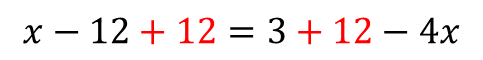 x − 12 + 12 = 3 + 12 − 4x